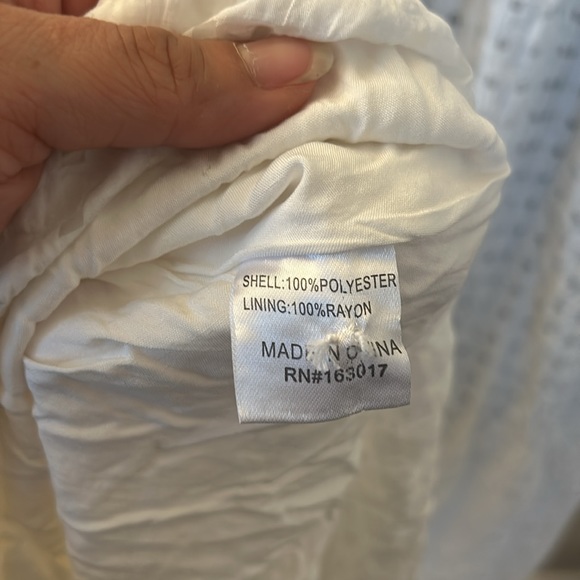 SHELL:100%POLYESTER
LINING:100%RAYON
MADE IN CHINA
RN#163017